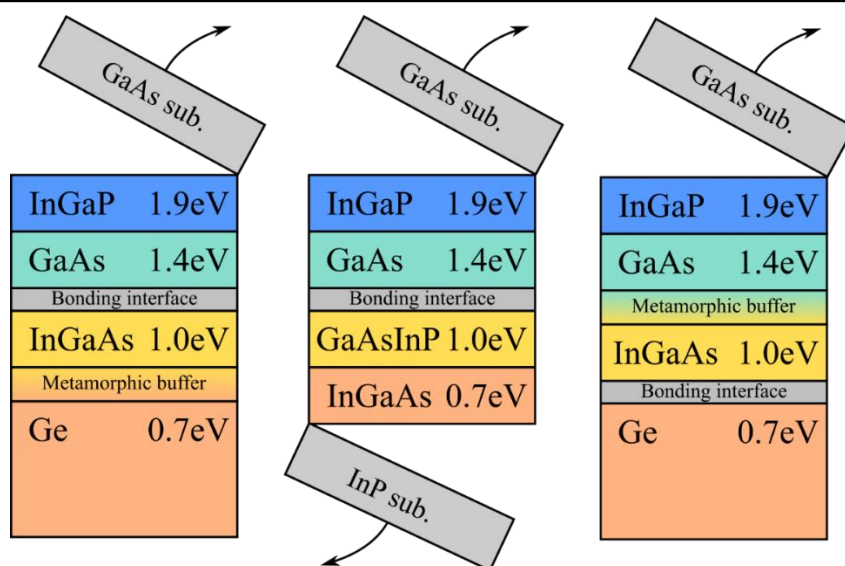 GaAs sub.
InGaP 1.9eV
GaAs 1.4eV
Bonding interface
InGaAs 1.0eV
Metamorphic buffer
Ge 0.7eV
GaAs sub.
InGaP 1.9eV
GaAs 1.4eV
Bonding interface
GaAsInP 1.0eV
InGaAs 0.7eV
InP sub.
GaAs sub.
InGaP 1.9eV
GaAs 1.4eV
Metamorphic buffer
InGaAs 1.0eV
Bonding interface
Ge 0.7eV